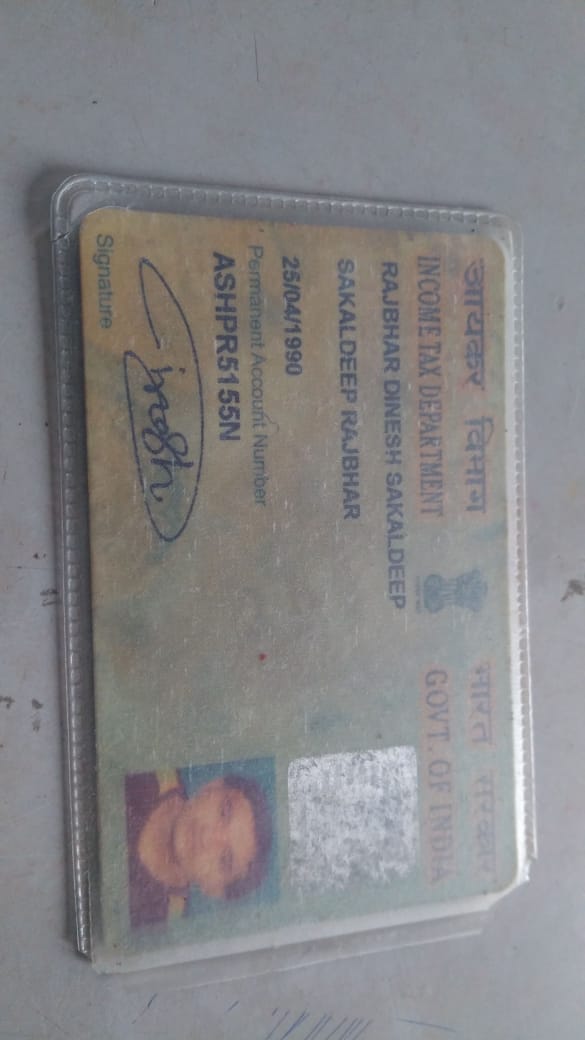 आयकर विभाग
INCOME TAX DEPARTMENT
भारत सरकार
GOVT. OF INDIA
RAJBHAR DINESH SAKALDEEP
SAKALDEEP RAJBHAR
25/04/1990
Permanent Account Number
ASHPR5155N
Signature